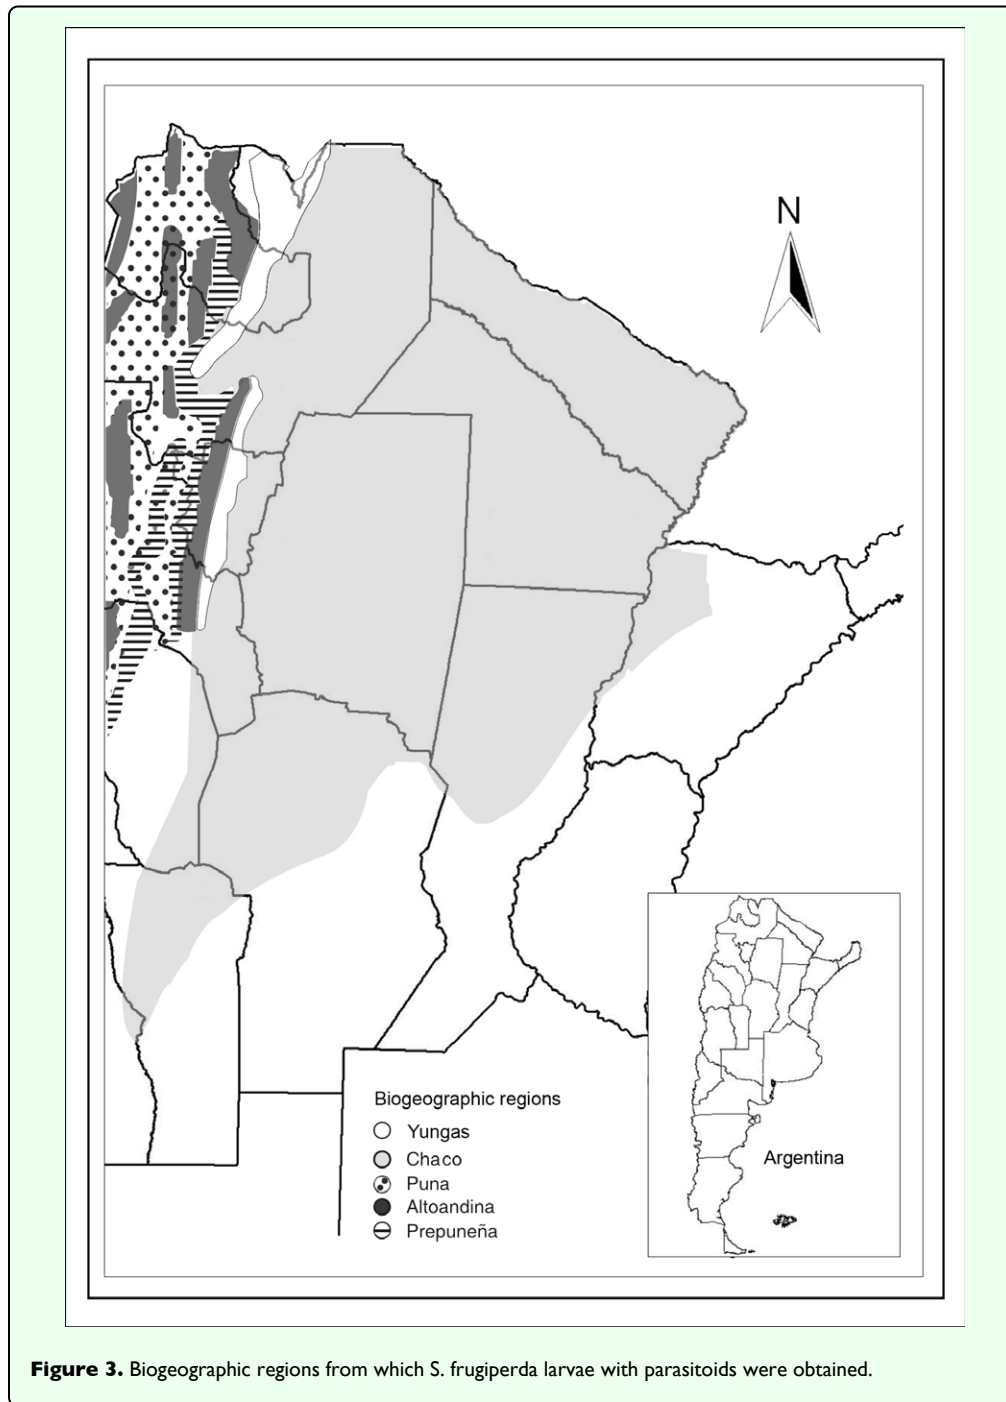 N
Biogeographic regions
Yungas
Chaco
Puna
Altoandina
Prepuneña
Argentina
Figure 3. Biogeographic regions from which S. frugiperda larvae with parasitoids were obtained.